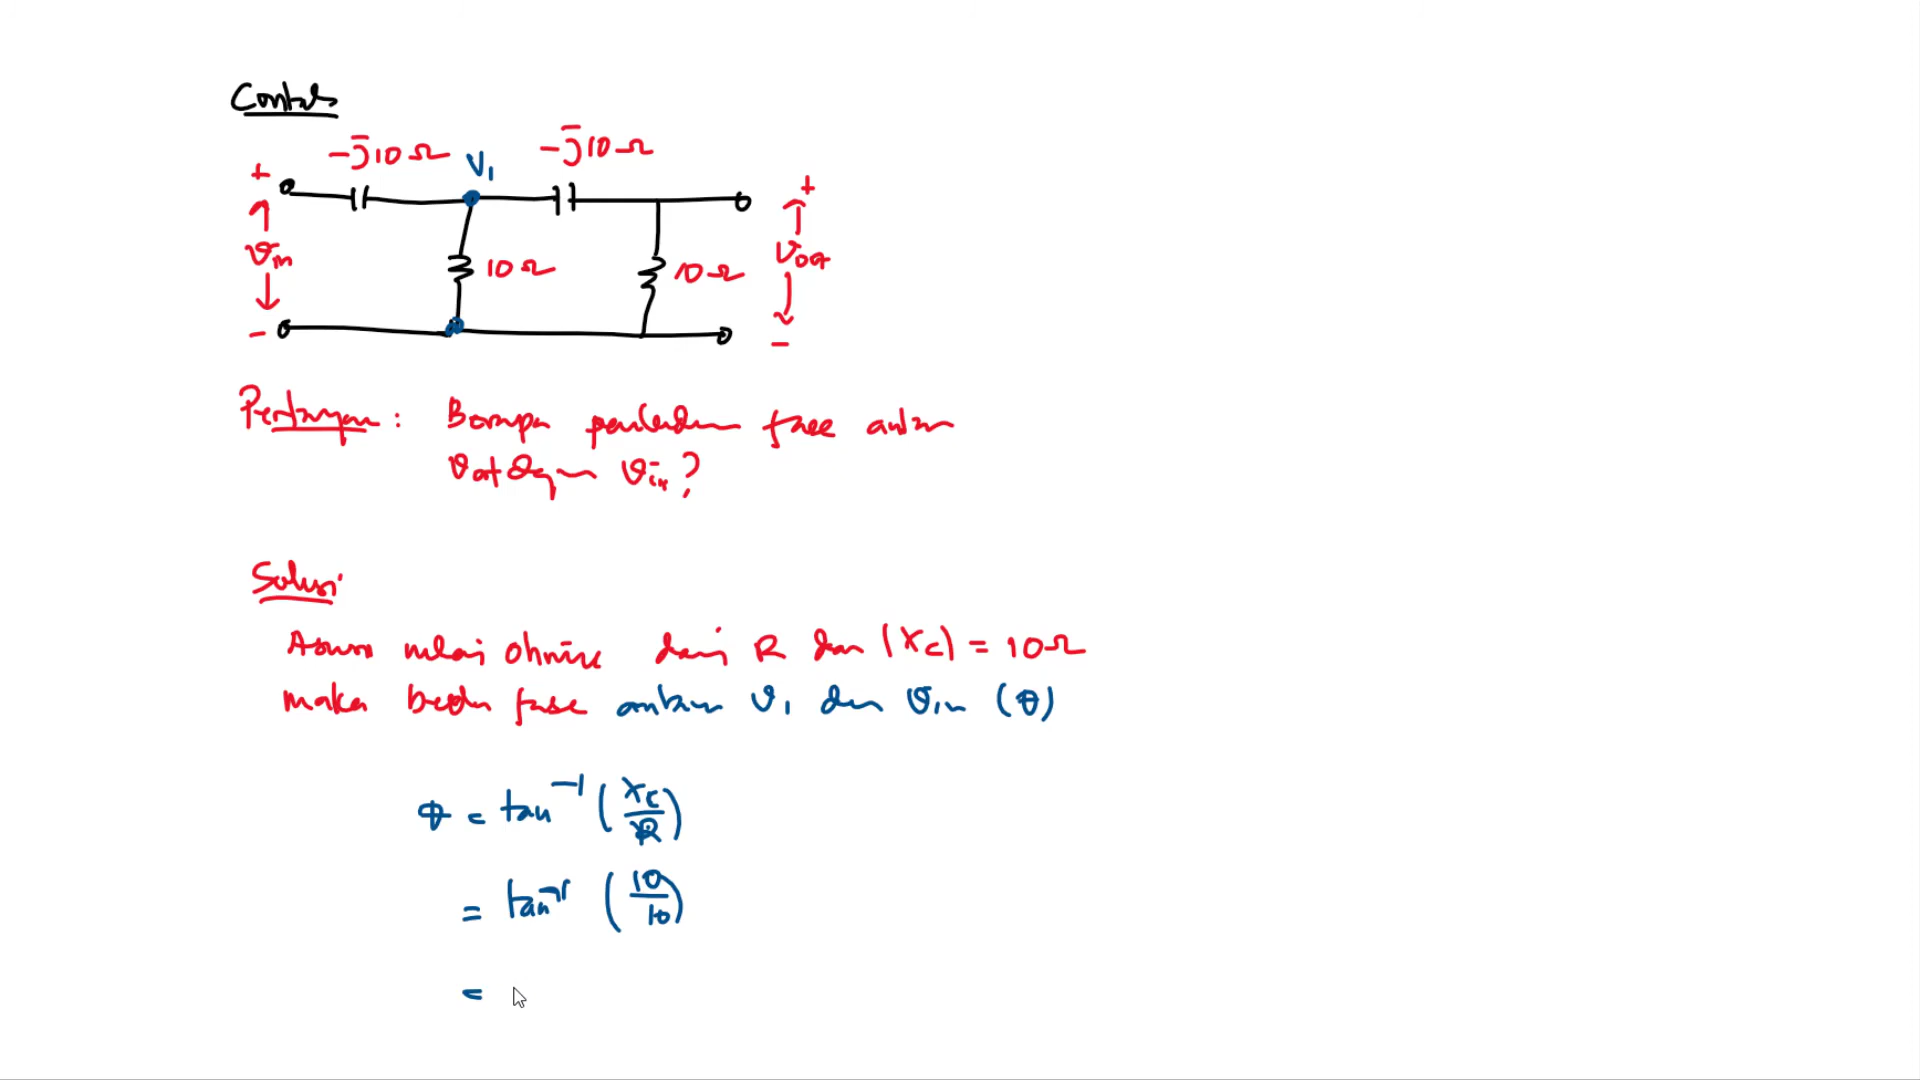 Contoh
-j10Ω V1 -j10Ω
+ +
Vin 10Ω 10Ω Vout
- -
Pertanyaan : Berapa perbedaan fase antara
Vout dengan Vin?
Solusi
Asumsi nilai ohmik dari R dan |Xc| = 10Ω
maka beda fase antara V1 dan Vin (Φ)
Φ = tan⁻¹ (Xc/R)
= tan⁻¹ (10/10)
=